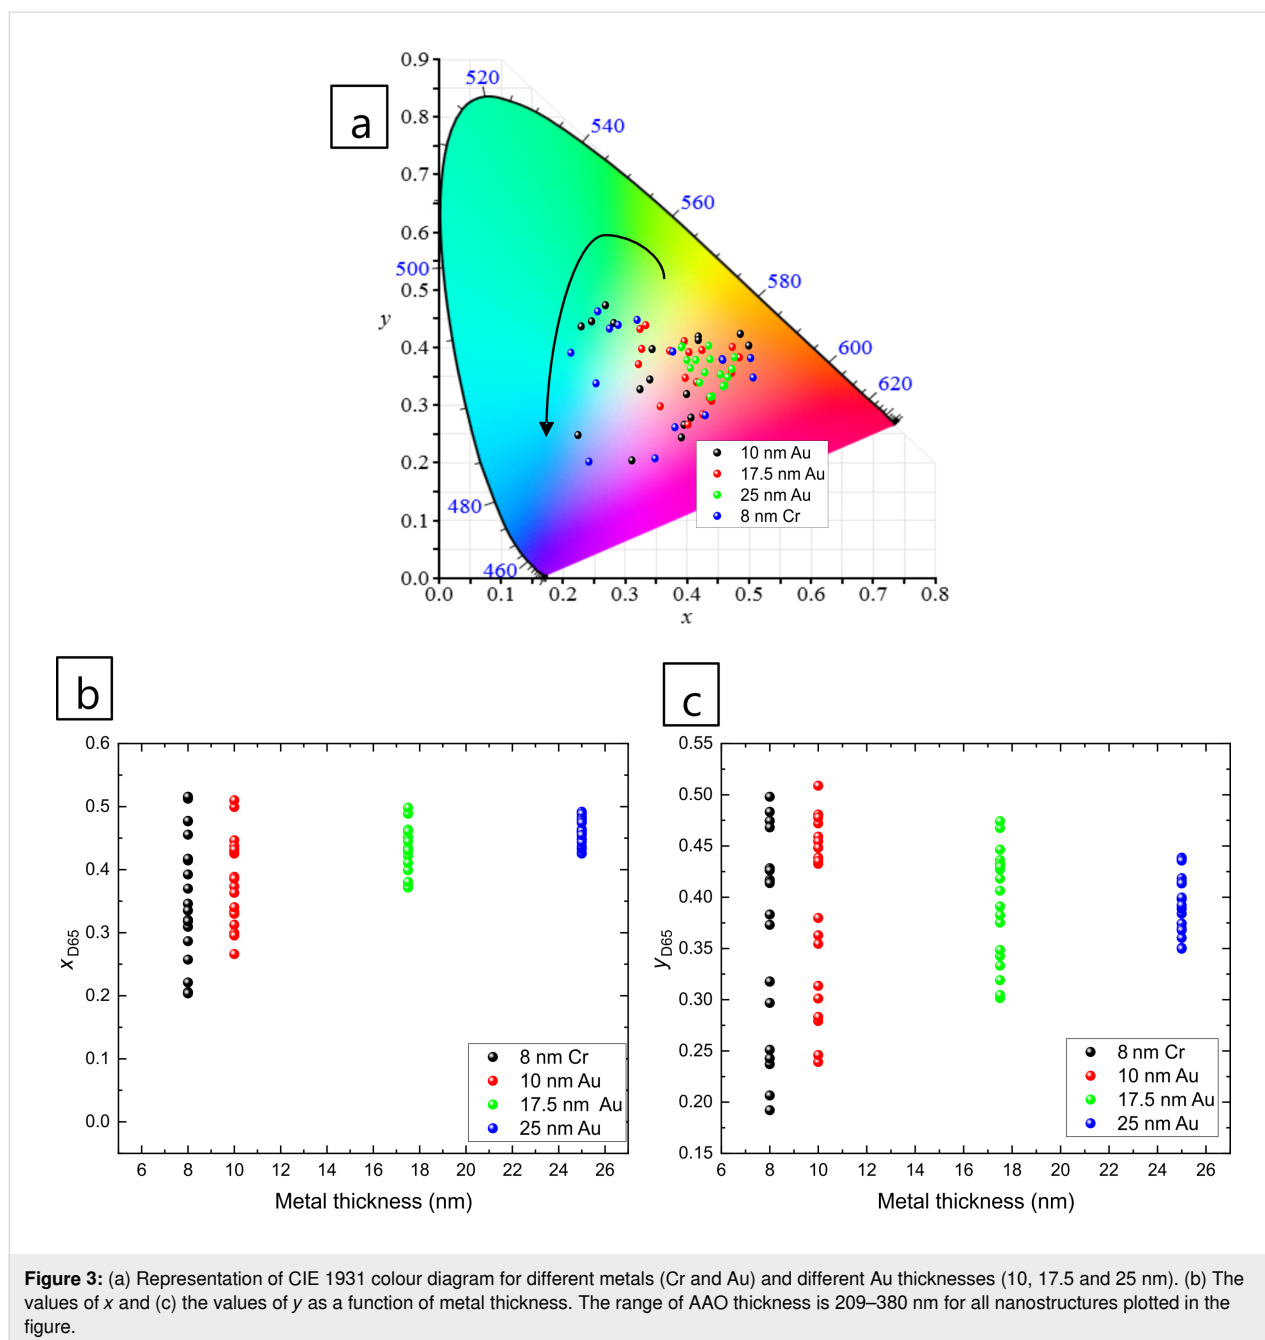 a
0.9
0.8
0.7
0.6
0.5
0.4
0.3
0.2
0.1
0.0
y
520
540
560
580
600
620
500
480
460
10 nm Au
17.5 nm Au
25 nm Au
8 nm Cr
0.0 0.1 0.2 0.3 0.4 0.5 0.6 0.7 0.8
x
b
0.6
0.5
0.4
0.3
0.2
0.1
0.0
xD65
8 nm Cr
10 nm Au
17.5 nm Au
25 nm Au
6 8 10 12 14 16 18 20 22 24 26
Metal thickness (nm)
c
0.55
0.50
0.45
0.40
0.35
0.30
0.25
0.20
0.15
yD65
8 nm Cr
10 nm Au
17.5 nm Au
25 nm Au
6 8 10 12 14 16 18 20 22 24 26
Metal thickness (nm)
Figure 3: (a) Representation of CIE 1931 colour diagram for different metals (Cr and Au) and different Au thicknesses (10, 17.5 and 25 nm). (b) The
values of x and (c) the values of y as a function of metal thickness. The range of AAO thickness is 209–380 nm for all nanostructures plotted in the
figure.